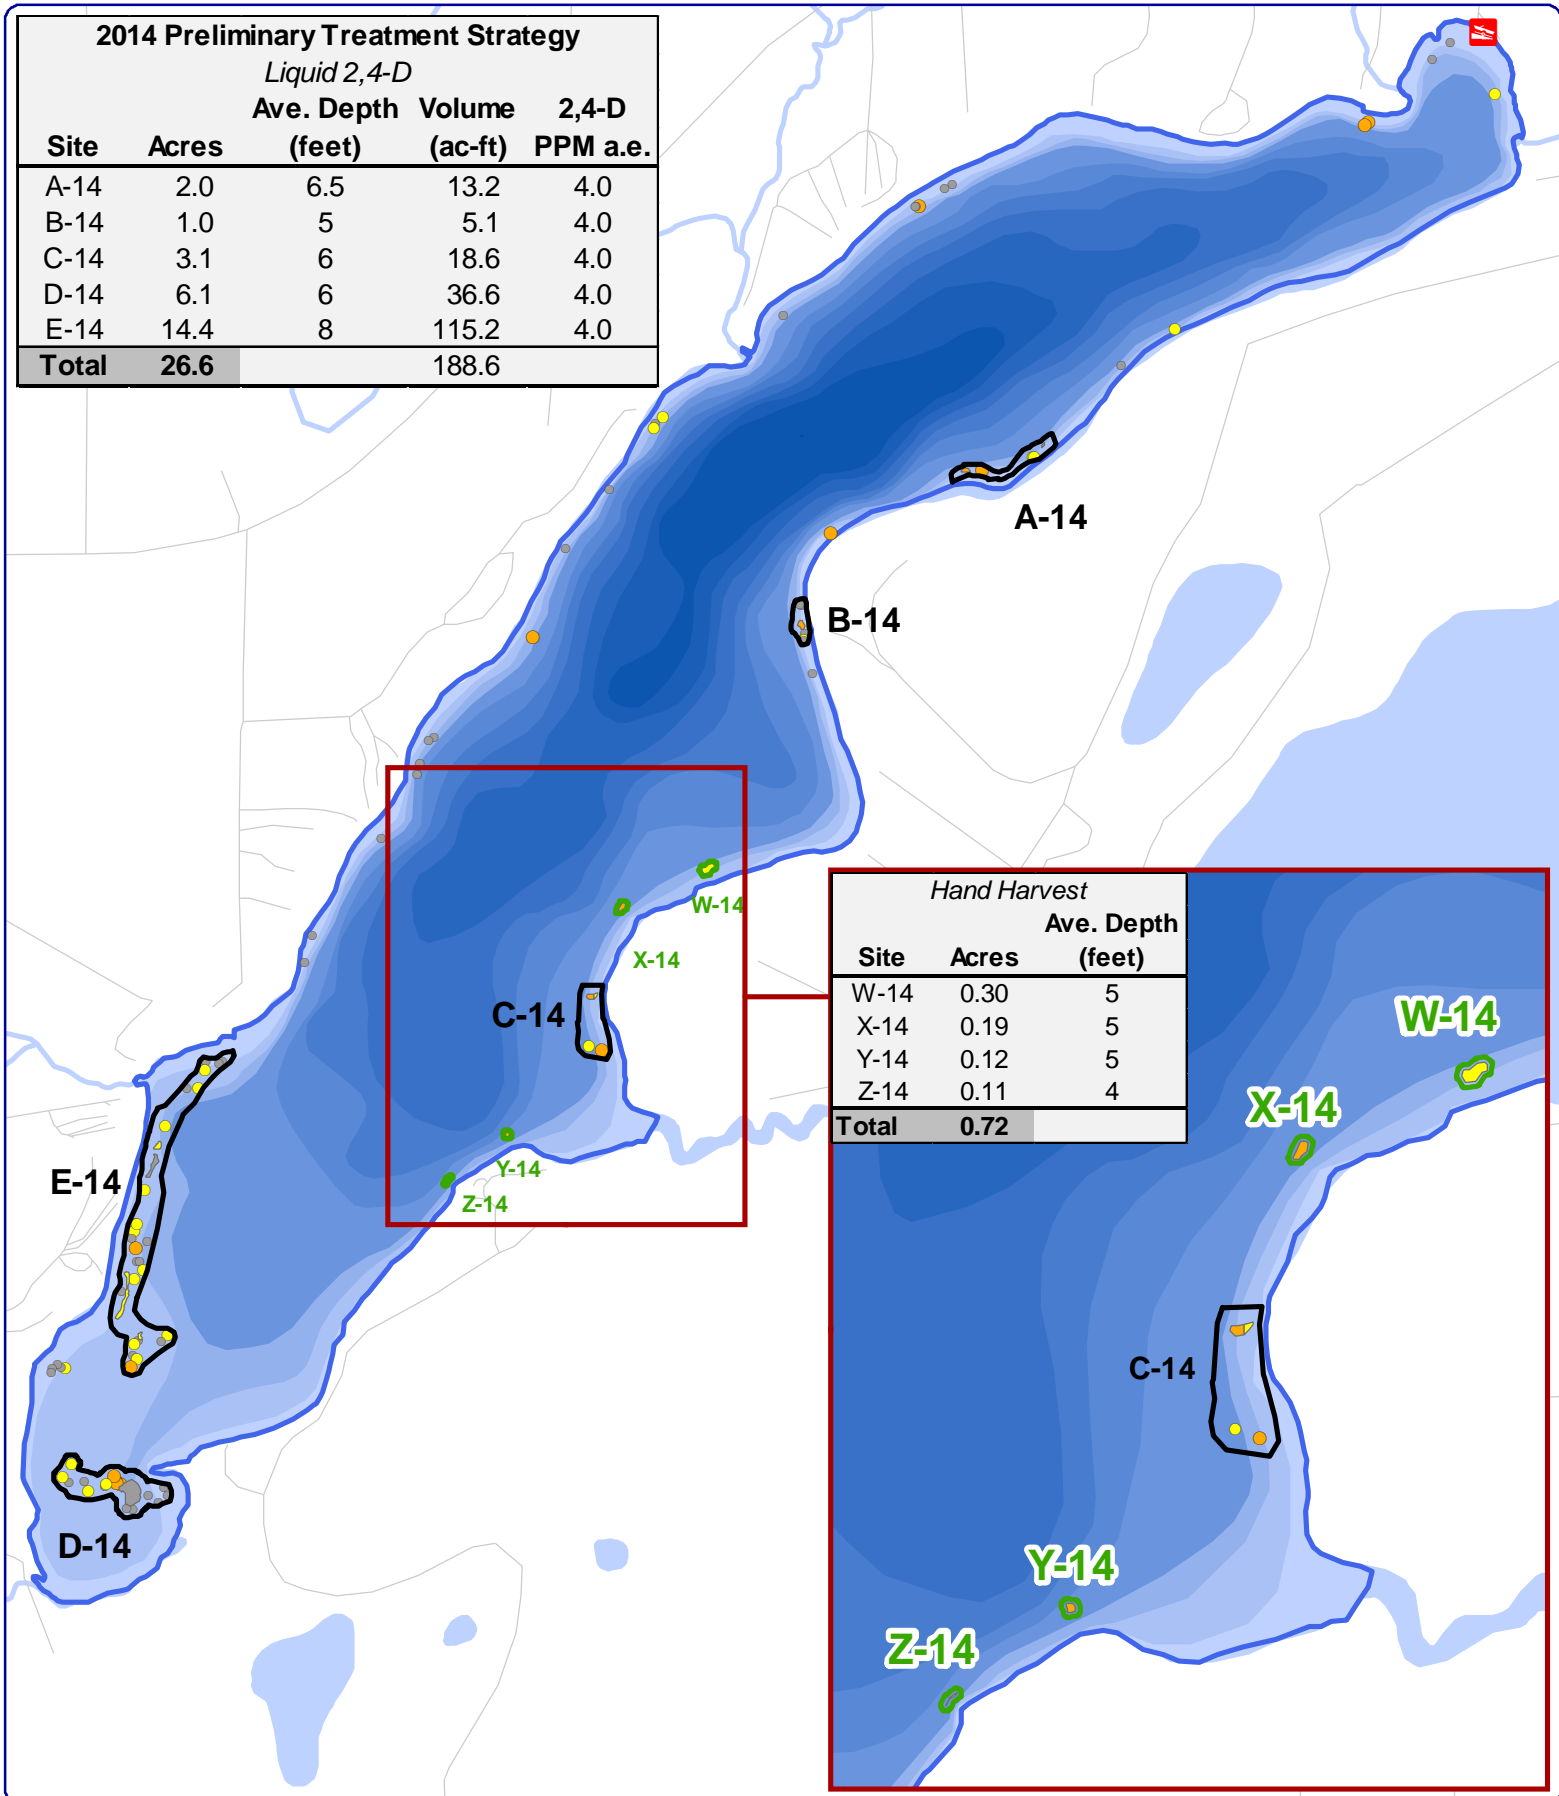 2014 Preliminary Treatment Strategy
Liquid 2,4-D
Site Acres Ave. Depth (feet) Volume (ac-ft) 2,4-D PPM a.e.
A-14 2.0 6.5 13.2 4.0
B-14 1.0 5 5.1 4.0
C-14 3.1 6 18.6 4.0
D-14 6.1 6 36.6 4.0
E-14 14.4 8 115.2 4.0
Total 26.6 188.6
A-14
B-14
W-14
X-14
C-14
Y-14
Z-14
E-14
D-14
Hand Harvest
Site Acres Ave. Depth (feet)
W-14 0.30 5
X-14 0.19 5
Y-14 0.12 5
Z-14 0.11 4
Total 0.72
W-14
X-14
C-14
Y-14
Z-14